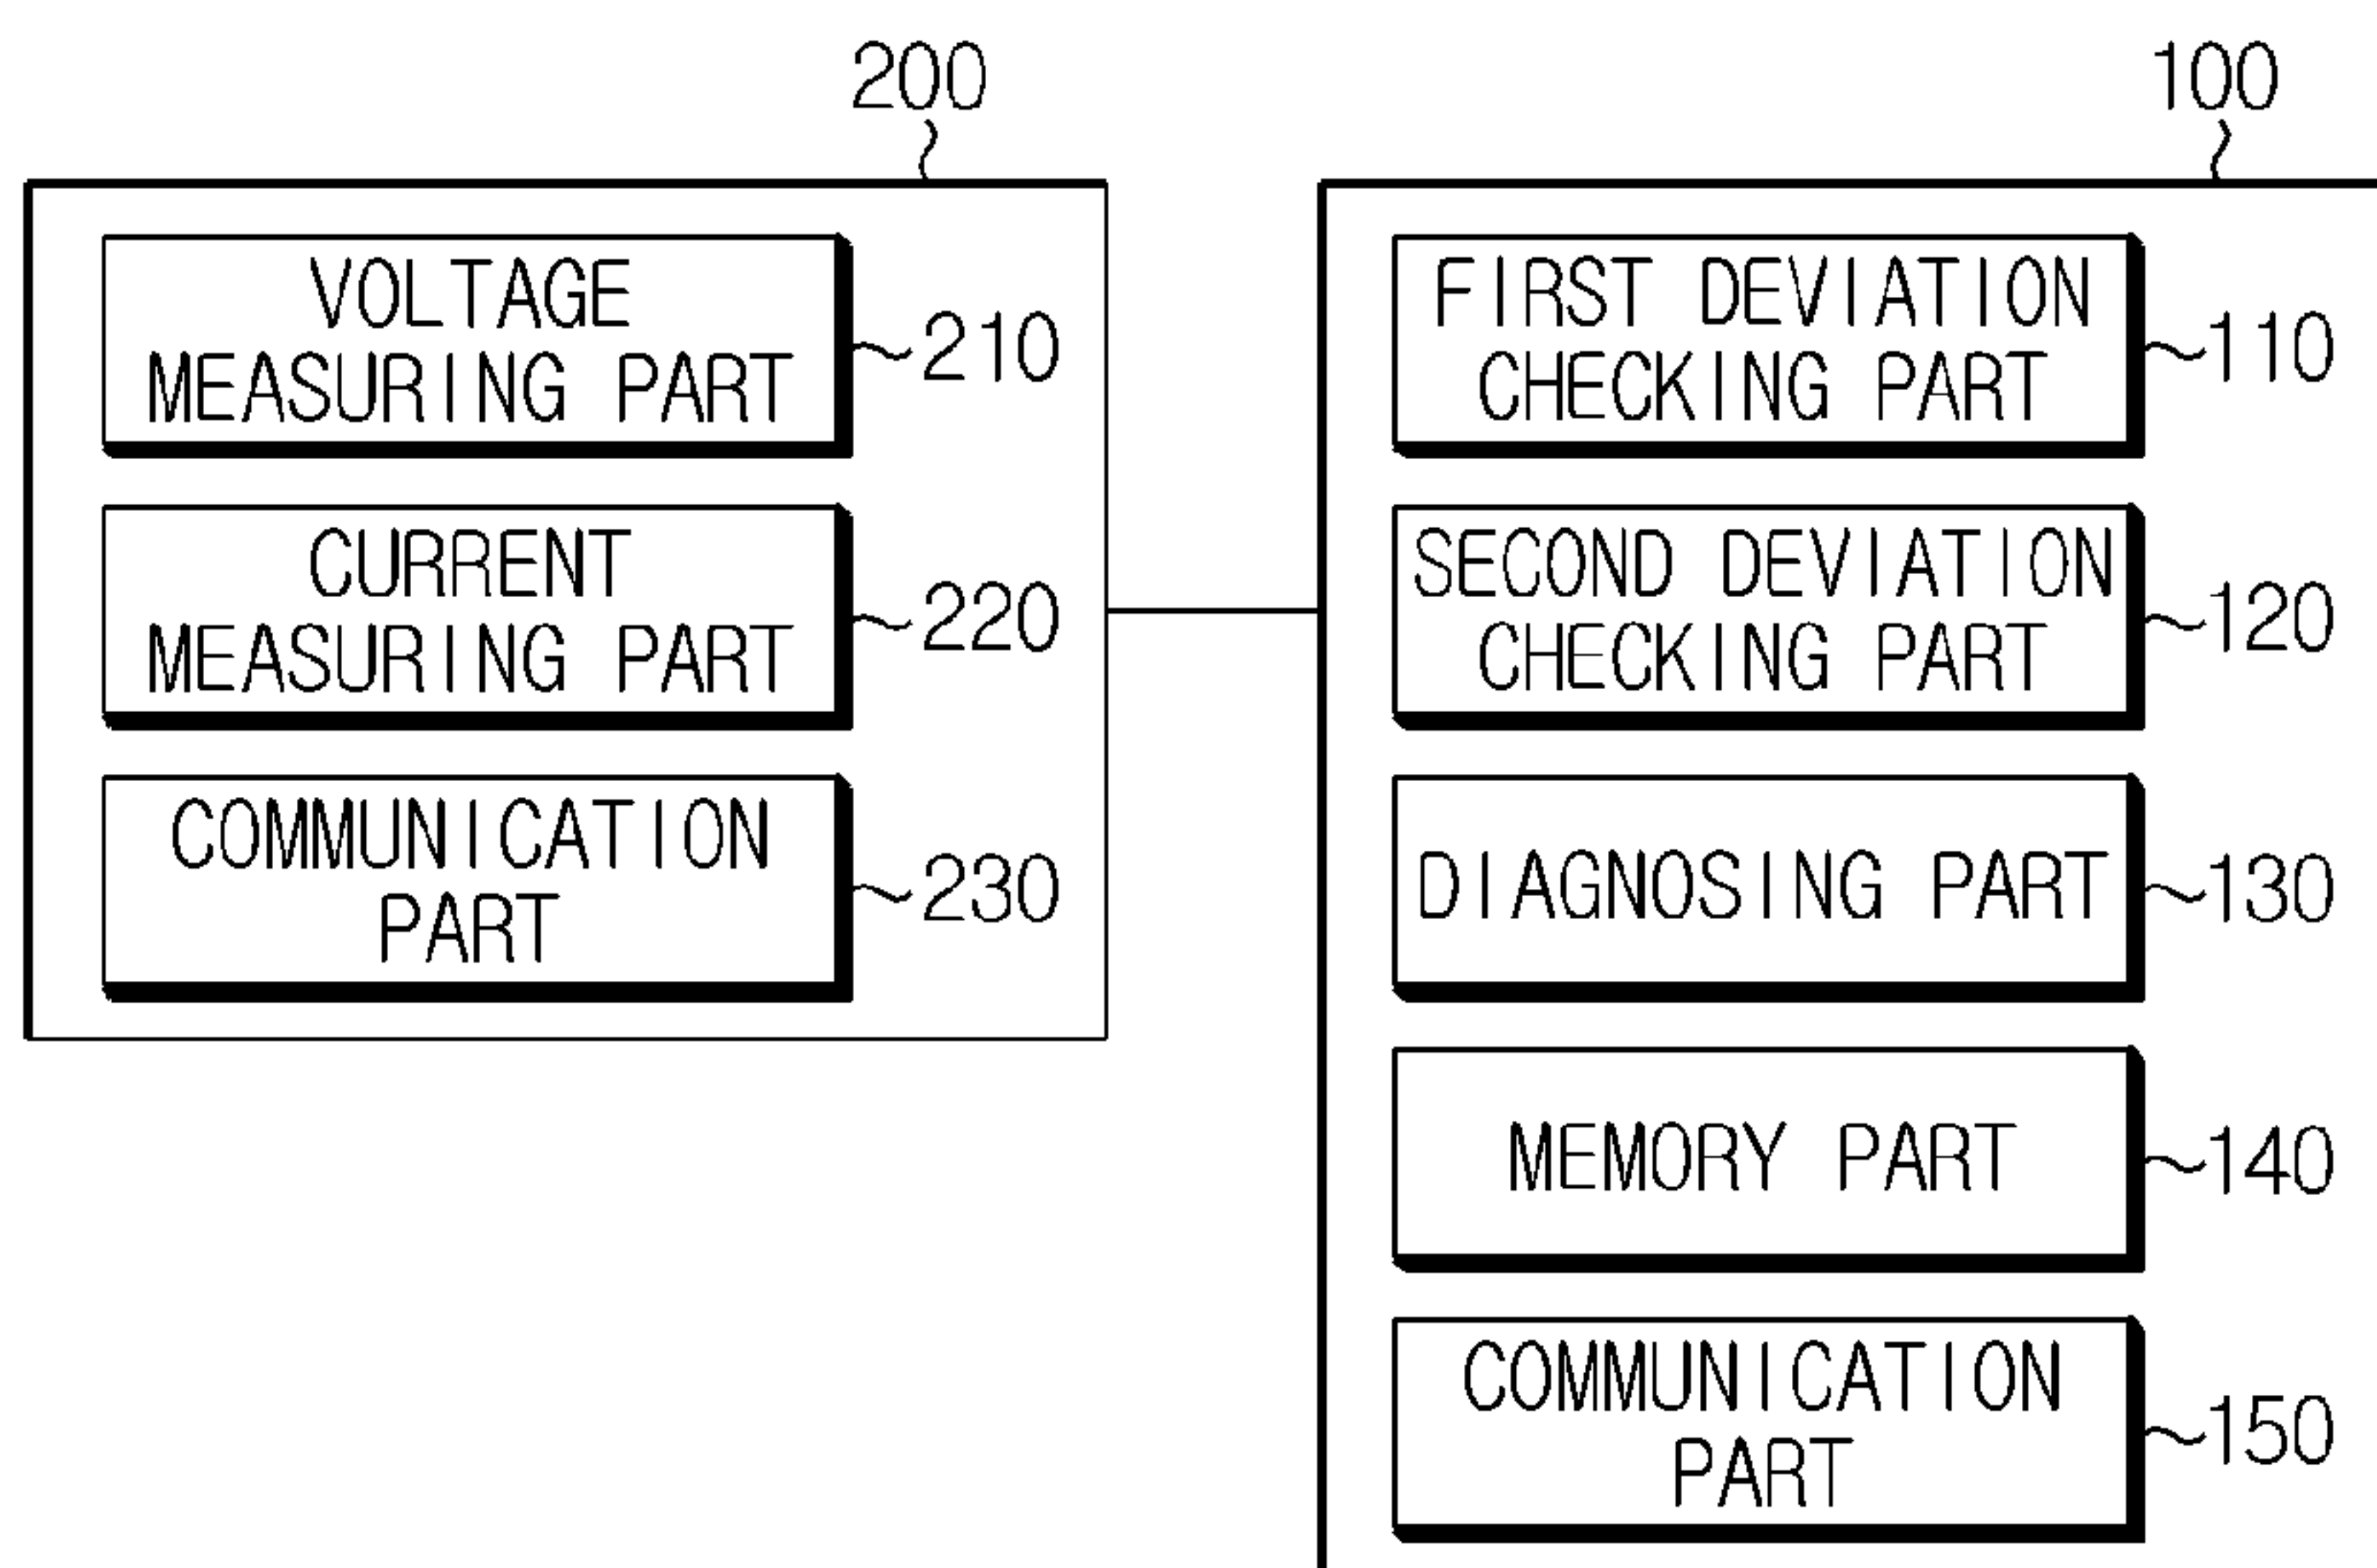 200
VOLTAGE
MEASURING PART
210
CURRENT
MEASURING PART
220
COMMUNICATION
PART
230
100
FIRST DEVIATION
CHECKING PART
110
SECOND DEVIATION
CHECKING PART
120
DIAGNOSING PART
130
MEMORY PART
140
COMMUNICATION
PART
150